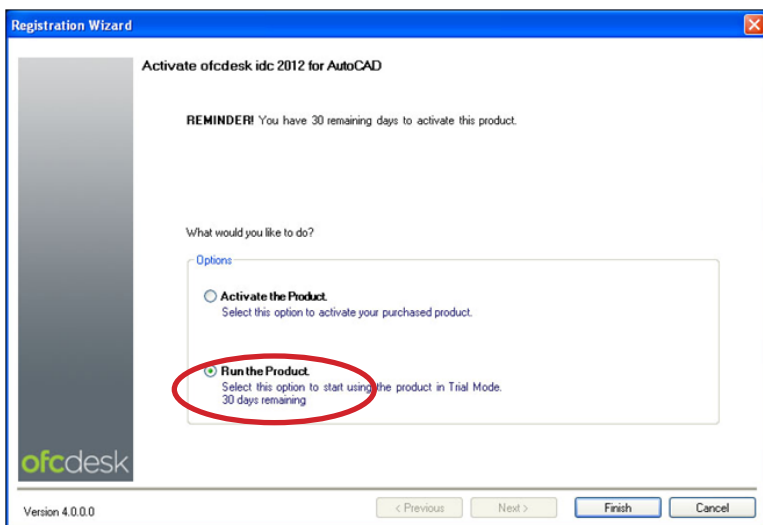 Registration Wizard
Activate ofcdesk idc 2012 for AutoCAD
REMINDER! You have 30 remaining days to activate this product.
What would you like to do?
Options
Activate the Product.
Select this option to activate your purchased product.
Run the Product.
Select this option to start using the product in Trial Mode.
30 days remaining
ofcdesk
Version 4.0.0.0
< Previous
Next >
Finish
Cancel